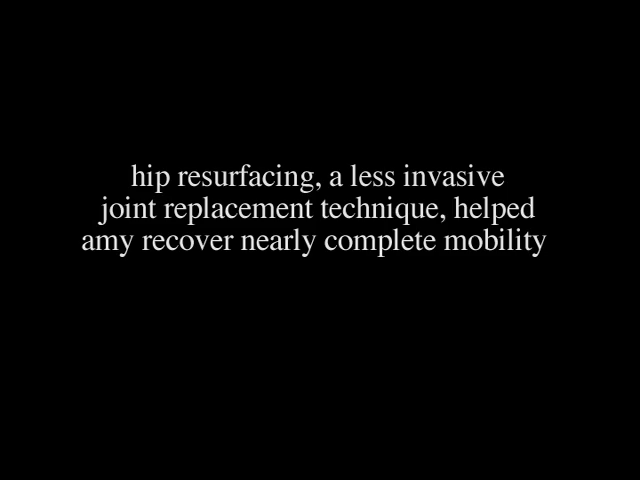 hip resurfacing, a less invasive
joint replacement technique, helped
amy recover nearly complete mobility